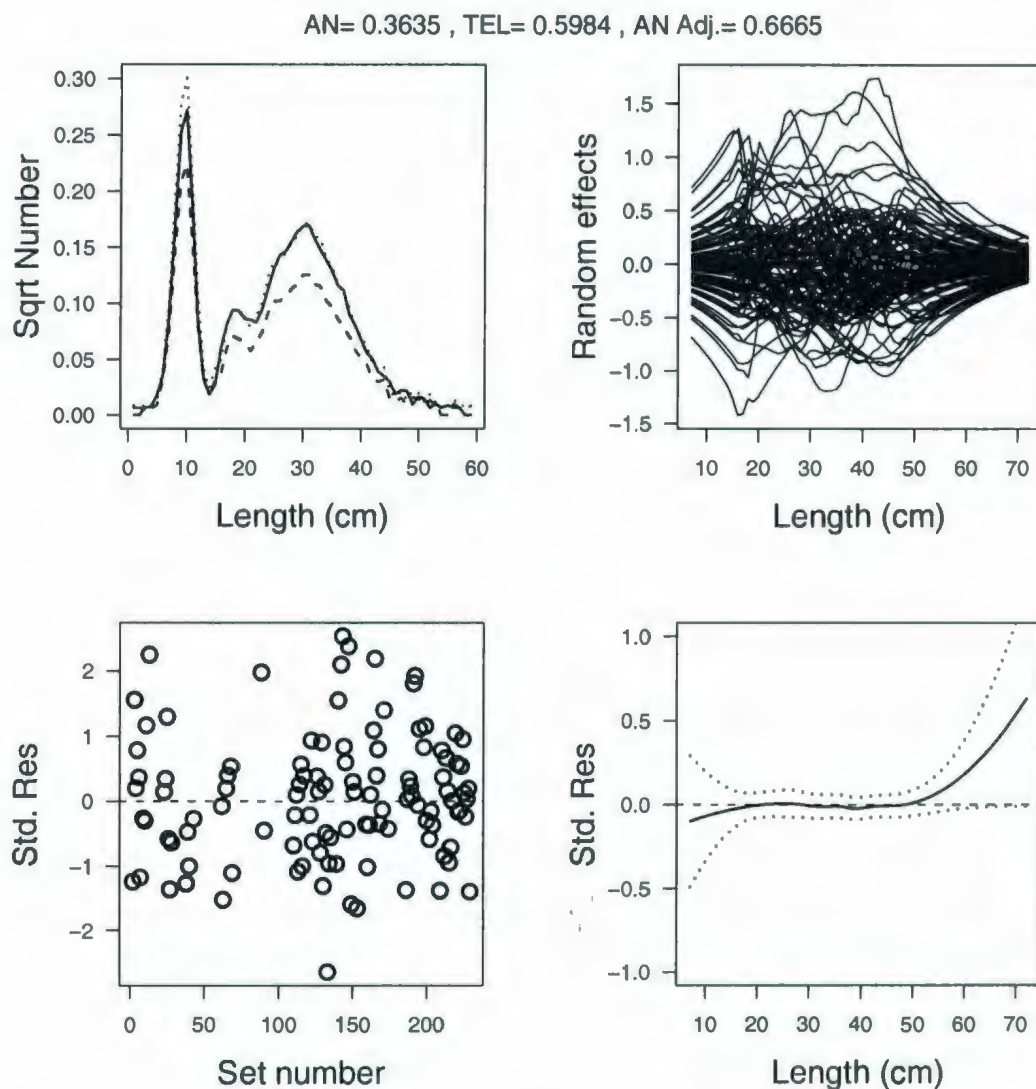 AN= 0.3635 , TEL= 0.5984 , AN Adj.= 0.6665
Sqrt Number
0.30
0.25
0.20
0.15
0.10
0.05
0.00
0 10 20 30 40 50 60
Length (cm)
Random effects
1.5
1.0
0.5
0.0
−0.5
−1.0
−1.5
10 20 30 40 50 60 70
Length (cm)
Std. Res
2
1
0
−1
−2
0 50 100 150 200
Set number
Std. Res
1.0
0.5
0.0
−0.5
−1.0
10 20 30 40 50 60 70
Length (cm)